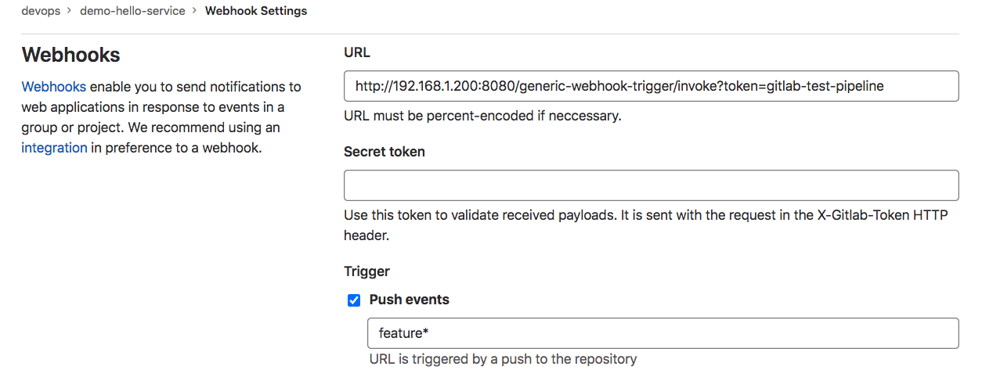 devops > demo-hello-service > Webhook Settings
Webhooks
Webhooks enable you to send notifications to
web applications in response to events in a
group or project. We recommend using an
integration in preference to a webhook.
URL
http://192.168.1.200:8080/generic-webhook-trigger/invoke?token=gitlab-test-pipeline
URL must be percent-encoded if neccessary.
Secret token
Use this token to validate received payloads. It is sent with the request in the X-Gitlab-Token HTTP
header.
Trigger
Push events
feature*
URL is triggered by a push to the repository